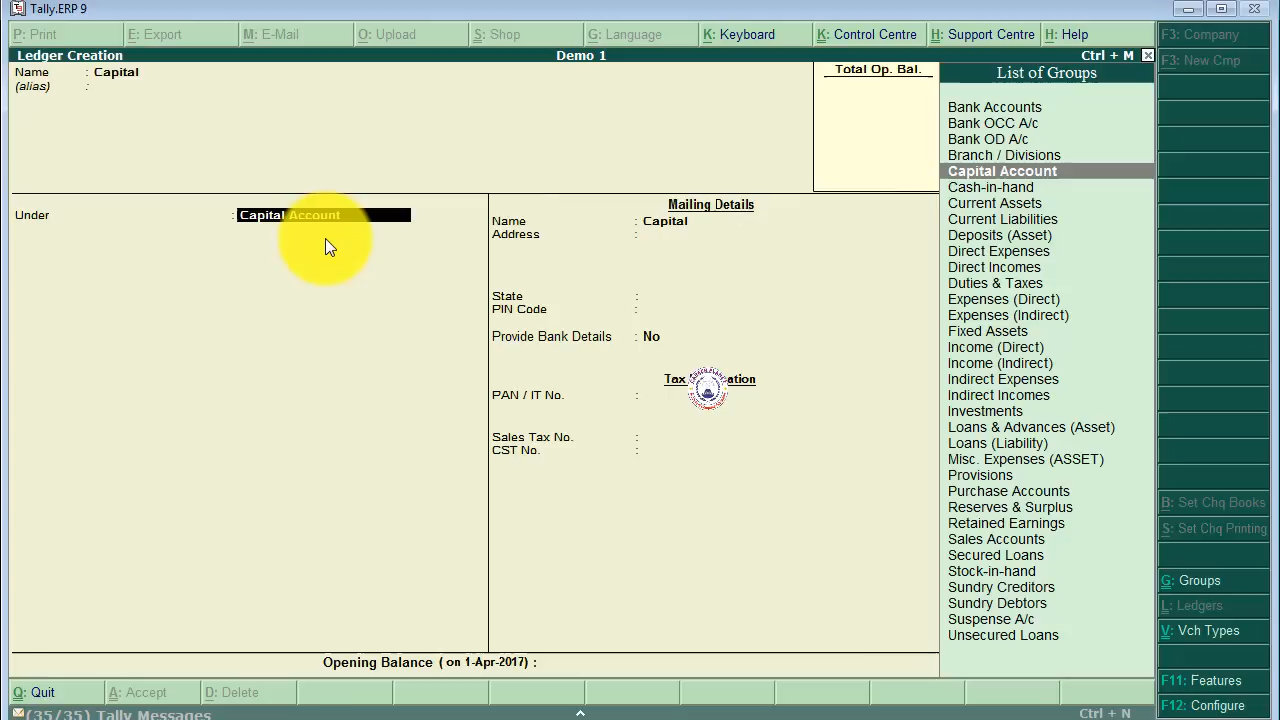 Tally.ERP 9
P: Print
E: Export
M: E-Mail
O: Upload
S: Shop
G: Language
K: Keyboard
K: Control Centre
H: Support Centre
H: Help
F3: Company
F3: New Cmp
Ledger Creation
Demo 1
Ctrl + M
Name : Capital
(alias) :
Total Op. Bal.
Under : Capital Account
Mailing Details
Name : Capital
Address :
State :
PIN Code :
Provide Bank Details : No
Tax ation
PAN / IT No. :
Sales Tax No. :
CST No. :
Opening Balance ( on 1-Apr-2017) :
List of Groups
Bank Accounts
Bank OCC A/c
Bank OD A/c
Branch / Divisions
Capital Account
Cash-in-hand
Current Assets
Current Liabilities
Deposits (Asset)
Direct Expenses
Direct Incomes
Duties & Taxes
Expenses (Direct)
Expenses (Indirect)
Fixed Assets
Income (Direct)
Income (Indirect)
Indirect Expenses
Indirect Incomes
Investments
Loans & Advances (Asset)
Loans (Liability)
Misc. Expenses (ASSET)
Provisions
Purchase Accounts
Reserves & Surplus
Retained Earnings
Sales Accounts
Secured Loans
Stock-in-hand
Sundry Creditors
Sundry Debtors
Suspense A/c
Unsecured Loans
B: Set Chq Books
S: Set Chq Printing
G: Groups
L: Ledgers
V: Vch Types
F11: Features
F12: Configure
Q: Quit
A: Accept
D: Delete
(35/35) Tally Messages
Ctrl + N